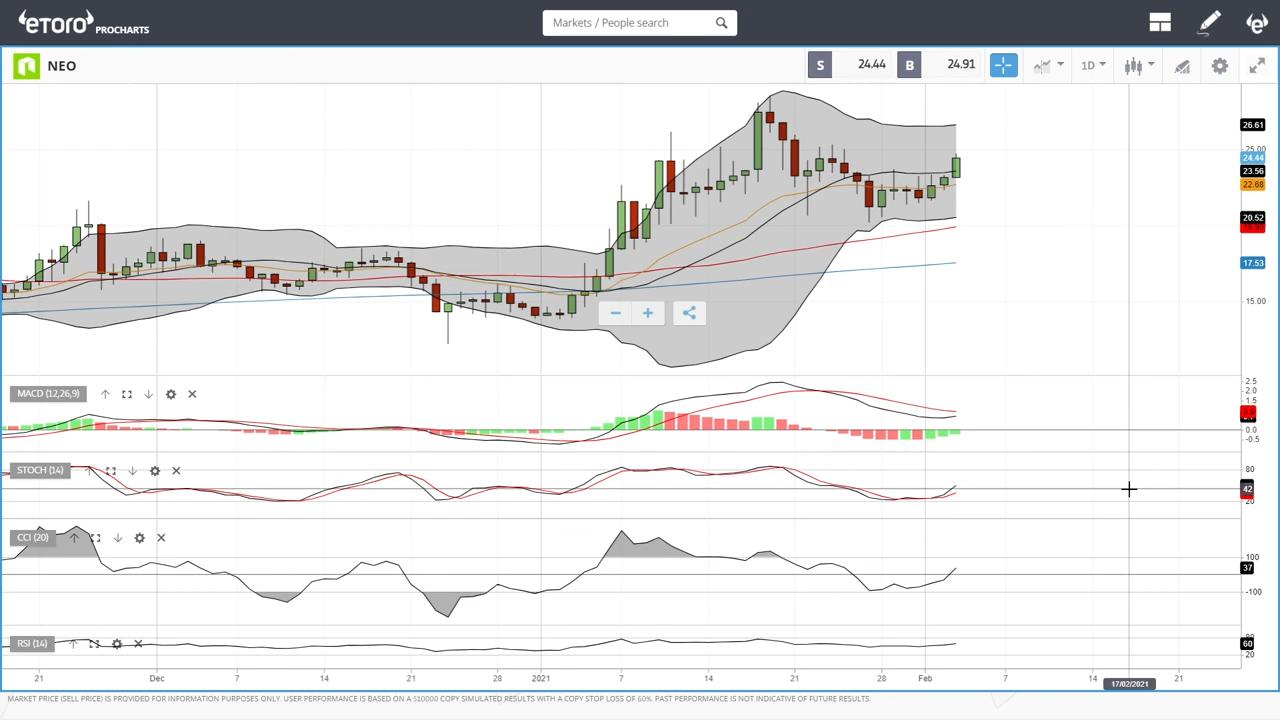 eToro PROCHARTS
Markets / People search
NEO
S 24.44 B 24.91
1D
26.61
25.00
24.44
23.56
22.68
20.52
17.53
15.00
MACD (12,26,9)
2.5
2.0
1.5
0.0
-0.5
STOCH (14)
80
42
20
CCI (20)
100
37
-100
RSI (14)
60
20
21 Dec 7 14 21 28 2021 7 14 21 28 Feb 7 14 21
17/02/2021
MARKET PRICE (SELL PRICE) IS PROVIDED FOR INFORMATION PURPOSES ONLY. USER PERFORMANCE IS BASED ON A $10000 COPY SIMULATED RESULTS WITH A COPY STOP LOSS OF 60%. PAST PERFORMANCE IS NOT INDICATIVE OF FUTURE RESULTS.